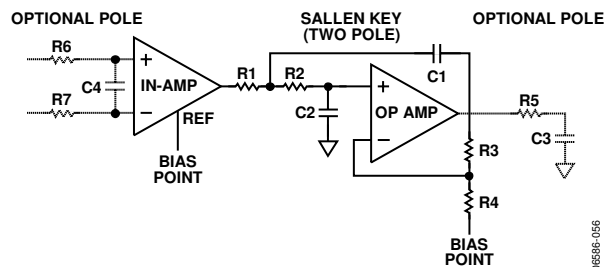 OPTIONAL POLE
SALLEN KEY
(TWO POLE)
OPTIONAL POLE
R6
C4
R7
+
–
IN-AMP
REF
BIAS
POINT
R1
R2
C2
C1
+
–
OP AMP
R3
R4
BIAS
POINT
R5
C3
06586-056